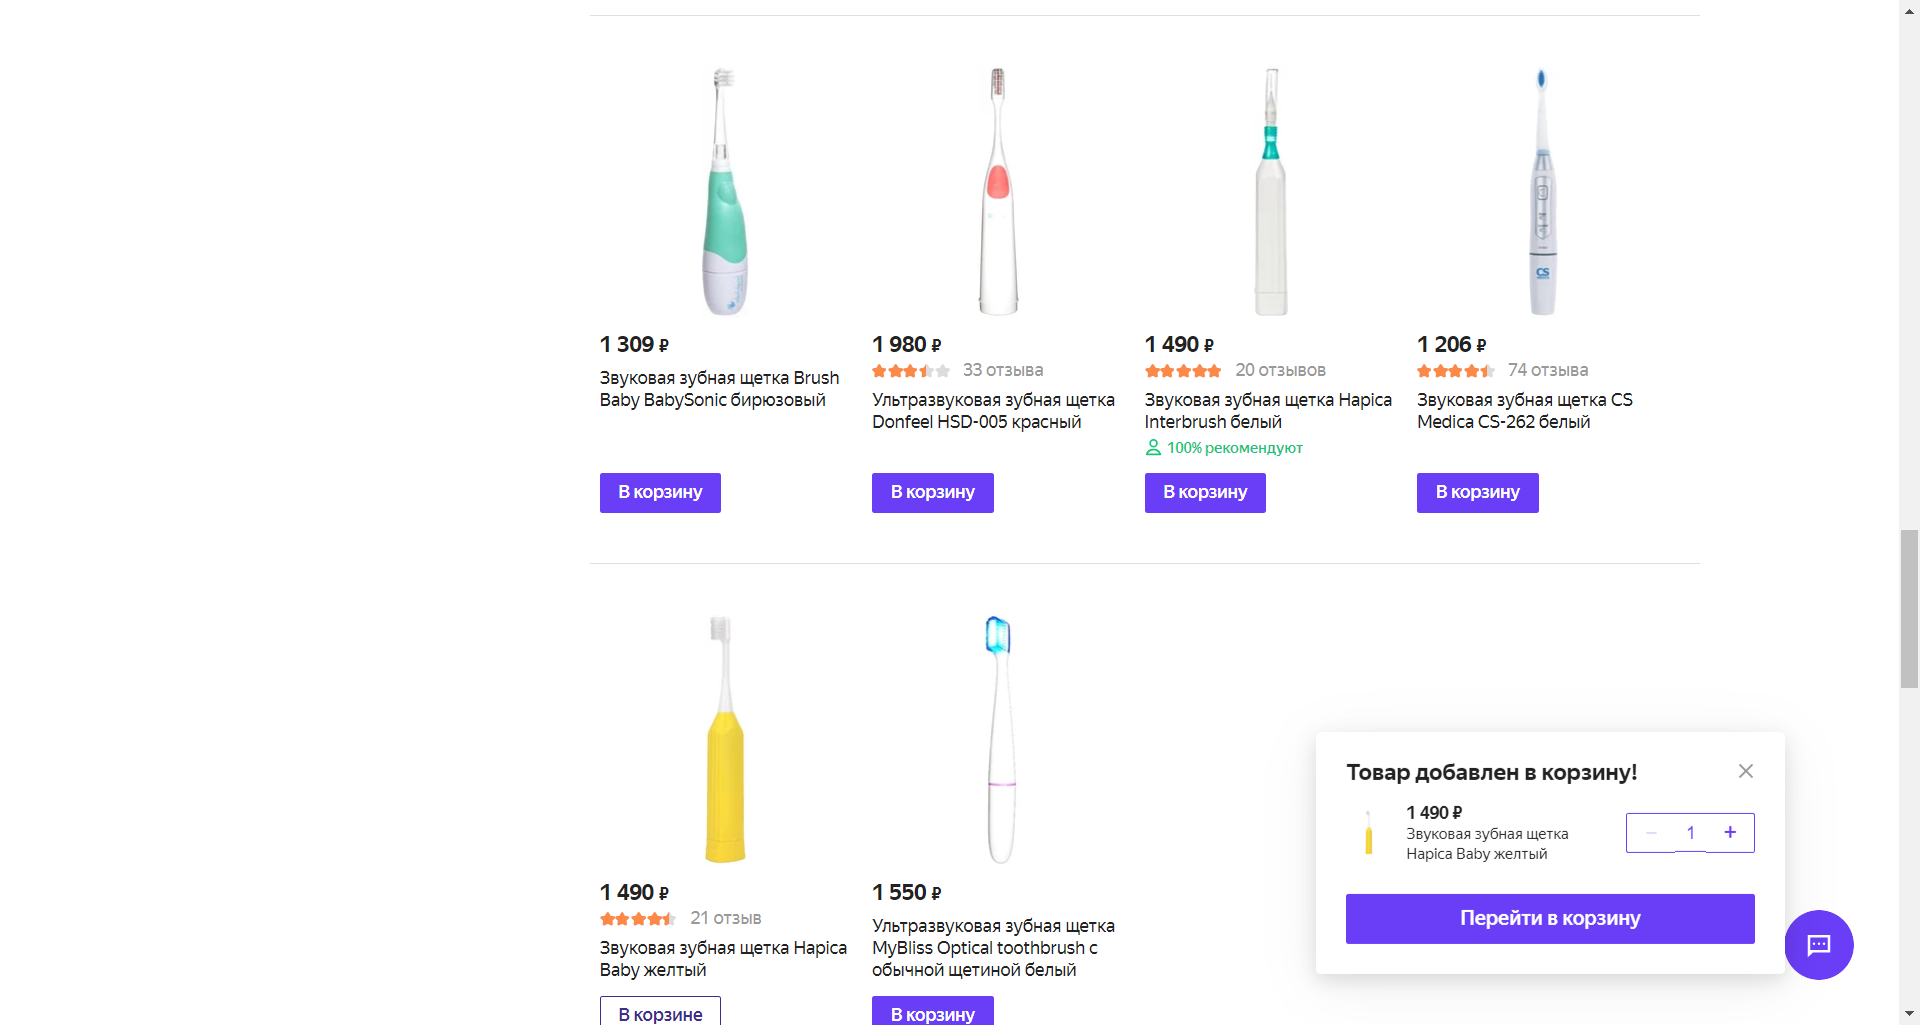 1 309 ₽
Звуковая зубная щетка Brush
Baby BabySonic бирюзовый
В корзину
1 980 ₽
33 отзыва
Ультразвуковая зубная щетка
Donfeel HSD-005 красный
В корзину
1 490 ₽
20 отзывов
Звуковая зубная щетка Hapica
Interbrush белый
100% рекомендуют
В корзину
CS
1 206 ₽
74 отзыва
Звуковая зубная щетка CS
Medica CS-262 белый
В корзину
1 490 ₽
21 отзыв
Звуковая зубная щетка Hapica
Baby желтый
В корзине
1 550 ₽
Ультразвуковая зубная щетка
MyBliss Optical toothbrush с
обычной щетиной белый
В корзину
Товар добавлен в корзину!
1 490 ₽
Звуковая зубная щетка
Hapica Baby желтый
1
Перейти в корзину